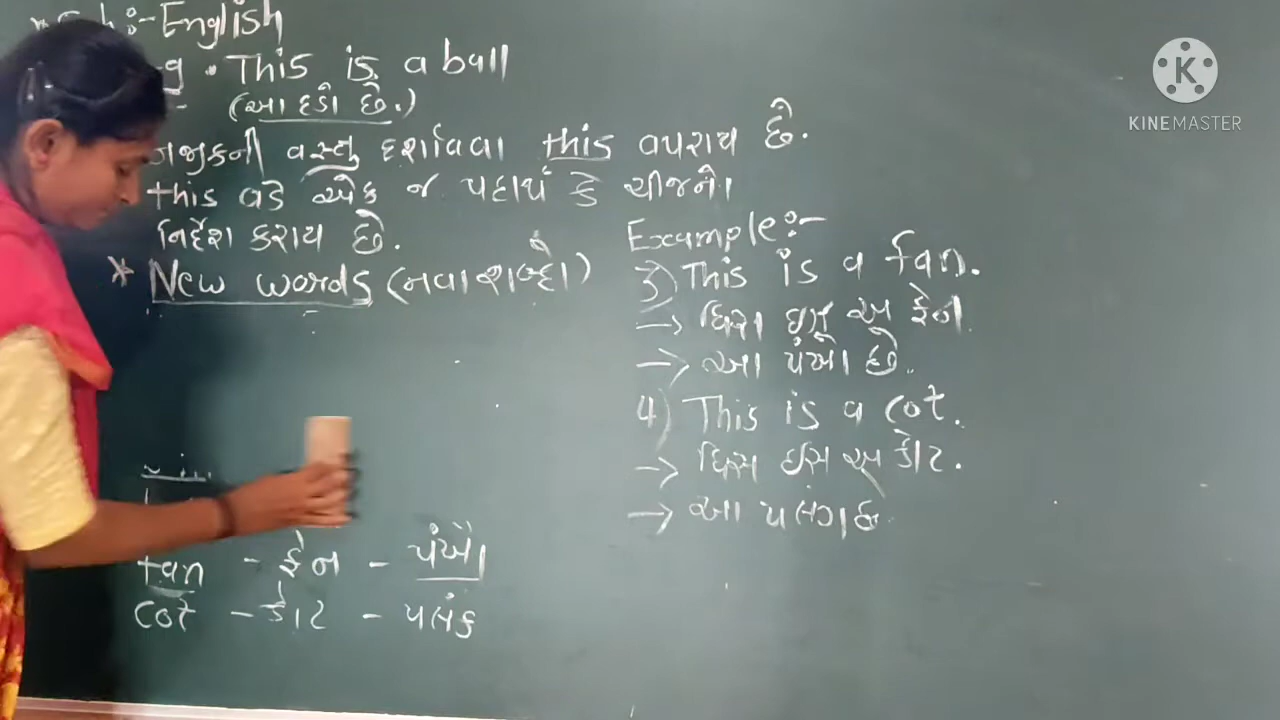 :- English
This is a ball
(આ દડો છે.)
નજીકની વસ્તુ દર્શાવવા this વપરાય છે.
this વડે એક જ પદાર્થ કે ચીજનો
નિર્દેશ કરાય છે.
* New words (નવા શબ્દો)
fan - ફેન - પંખો
cot - કોટ - પલંક
Example:-
3) This is a fan.
→ ધિસ ઇઝ અ ફેન
→ આ પંખો છે.
4) This is a cot.
→ ધિસ ઇસ અ કોટ.
→ આ પલંગ છે
KINEMASTER